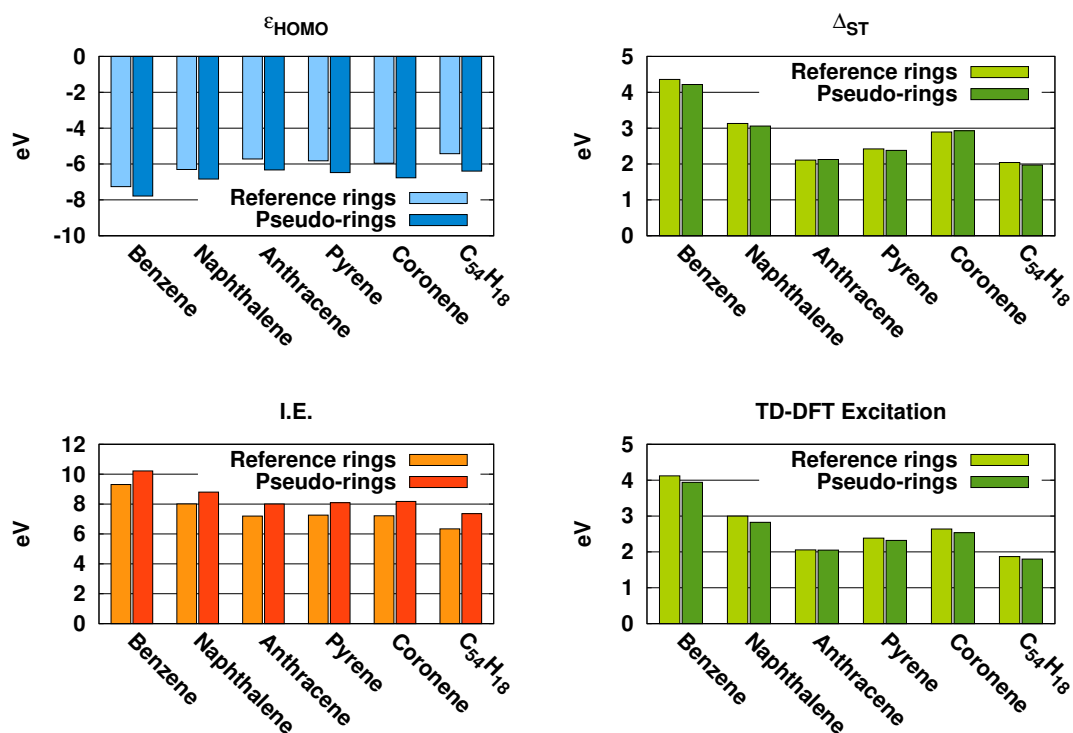 ε_HOMO
eV
0
-2
-4
-6
-8
-10
Reference rings
Pseudo-rings
Benzene
Naphthalene
Anthracene
Pyrene
Coronene
C₅₄H₁₈
Δ_ST
eV
5
4
3
2
1
0
Reference rings
Pseudo-rings
Benzene
Naphthalene
Anthracene
Pyrene
Coronene
C₅₄H₁₈
I.E.
eV
12
10
8
6
4
2
0
Reference rings
Pseudo-rings
Benzene
Naphthalene
Anthracene
Pyrene
Coronene
C₅₄H₁₈
TD-DFT Excitation
eV
5
4
3
2
1
0
Reference rings
Pseudo-rings
Benzene
Naphthalene
Anthracene
Pyrene
Coronene
C₅₄H₁₈